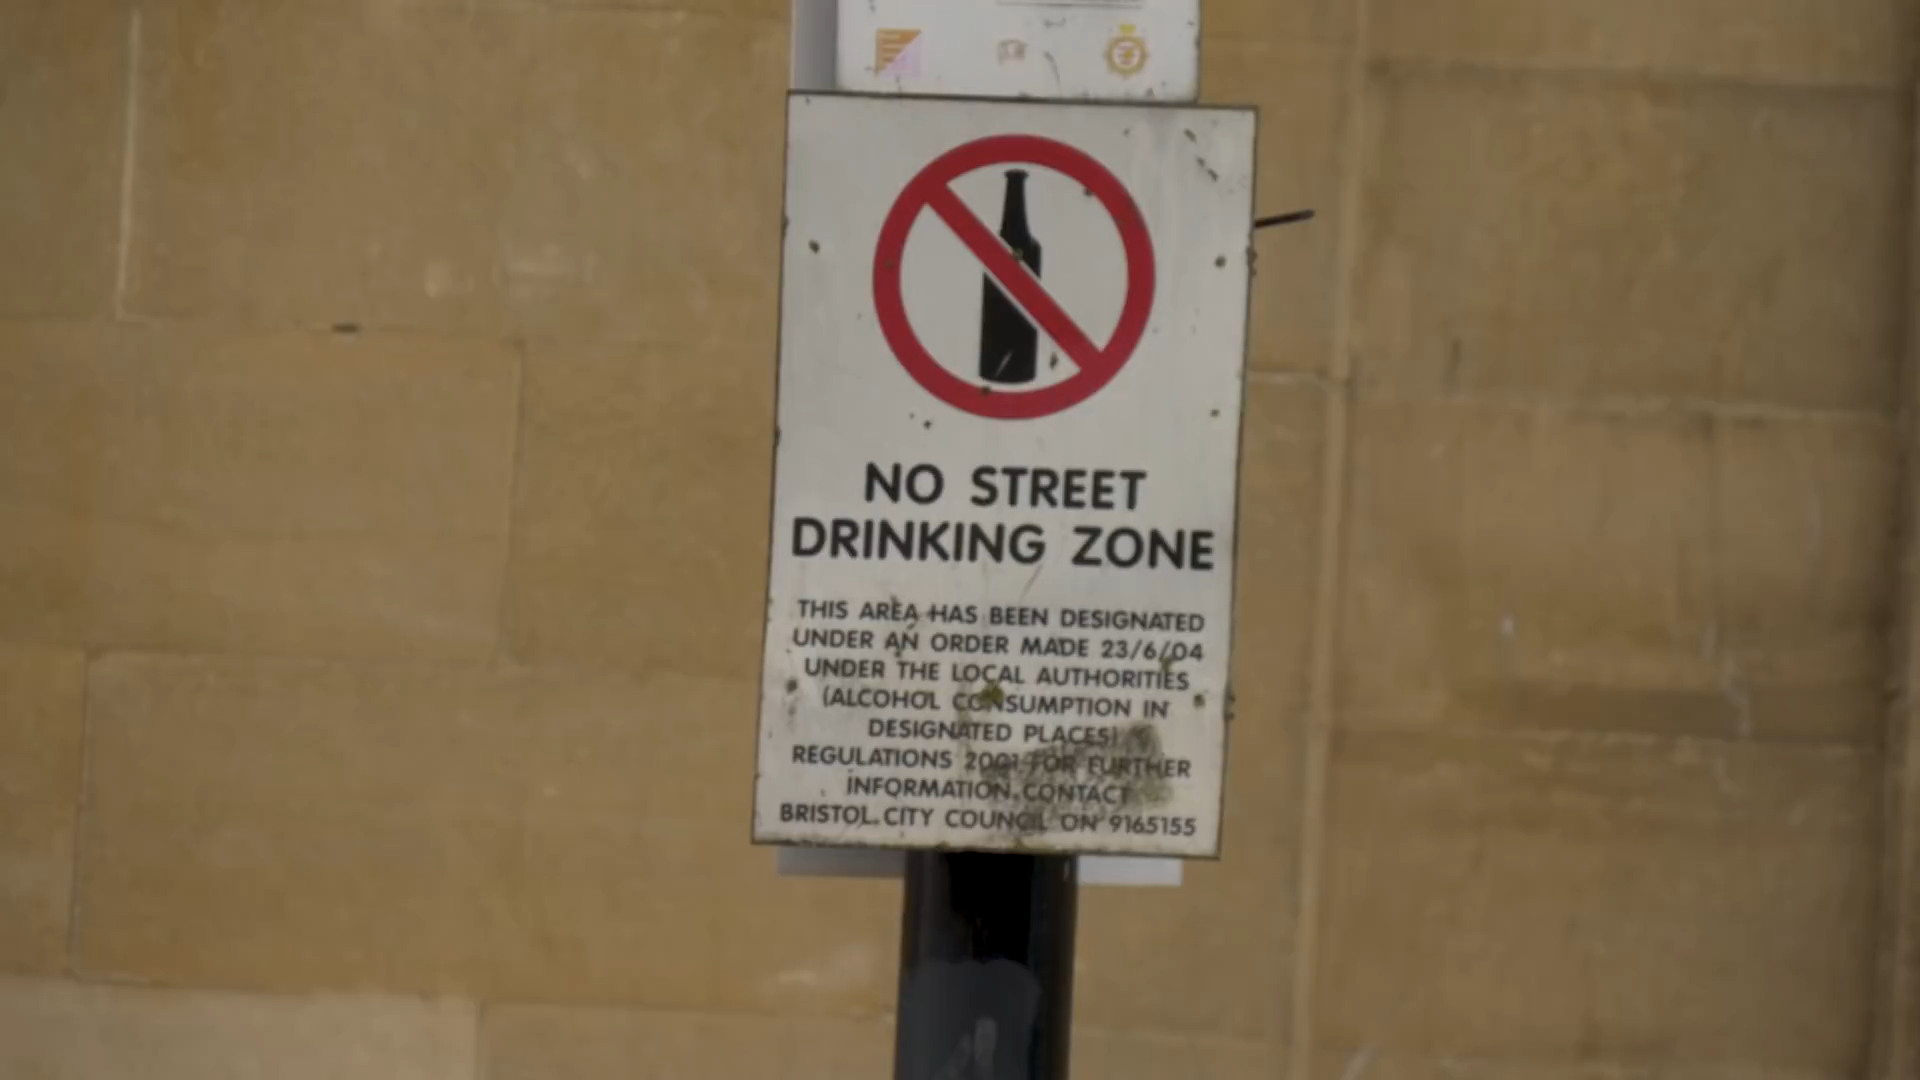 NO STREET
DRINKING ZONE
THIS AREA HAS BEEN DESIGNATED
UNDER AN ORDER MADE 23/6/04
UNDER THE LOCAL AUTHORITIES
(ALCOHOL CONSUMPTION IN
DESIGNATED PLACES)
REGULATIONS 2001 FOR FURTHER
INFORMATION CONTACT
BRISTOL CITY COUNCIL ON 9165155